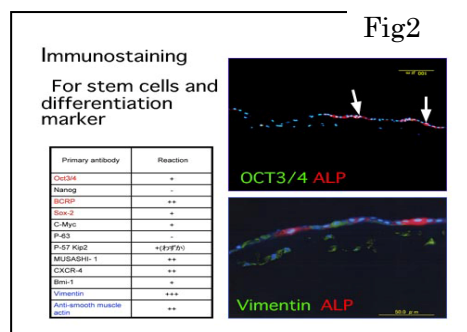 Fig2
Immunostaining
For stem cells and
differentiation
marker
Primary antibody Reaction
Oct3/4 +
Nanog -
BCRP ++
Sox-2 +
C-Myc +
P-63 -
P-57 Kip2 +(わずか)
MUSASHI- 1 ++
CXCR-4 ++
Bmi-1 +
Vimentin +++
Anti-smooth muscle
actin ++
OCT3/4 ALP
Vimentin ALP
50.0 µm